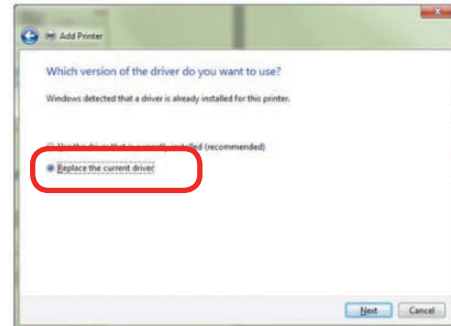 Add Printer
Which version of the driver do you want to use?
Windows detected that a driver is already installed for this printer.
Use the driver that is currently installed (recommended)
Replace the current driver
Next
Cancel